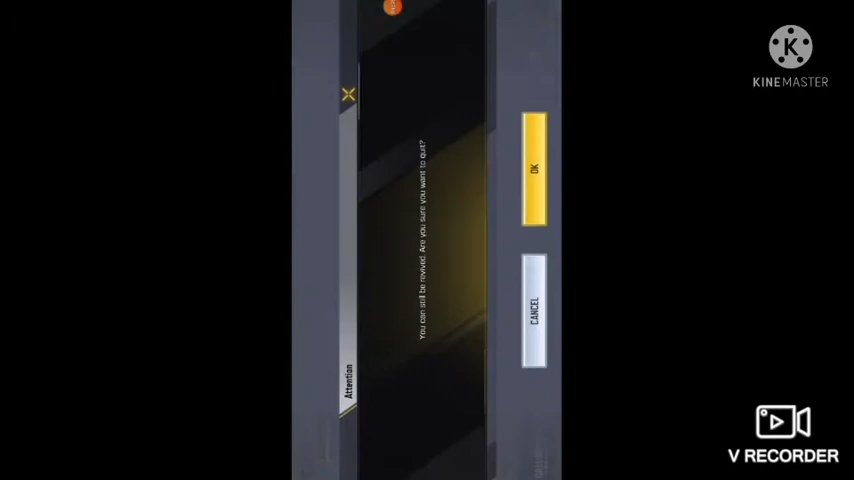 Attention
You can still be revived. Are you sure you want to quit?
CANCEL
OK
KINEMASTER
V RECORDER